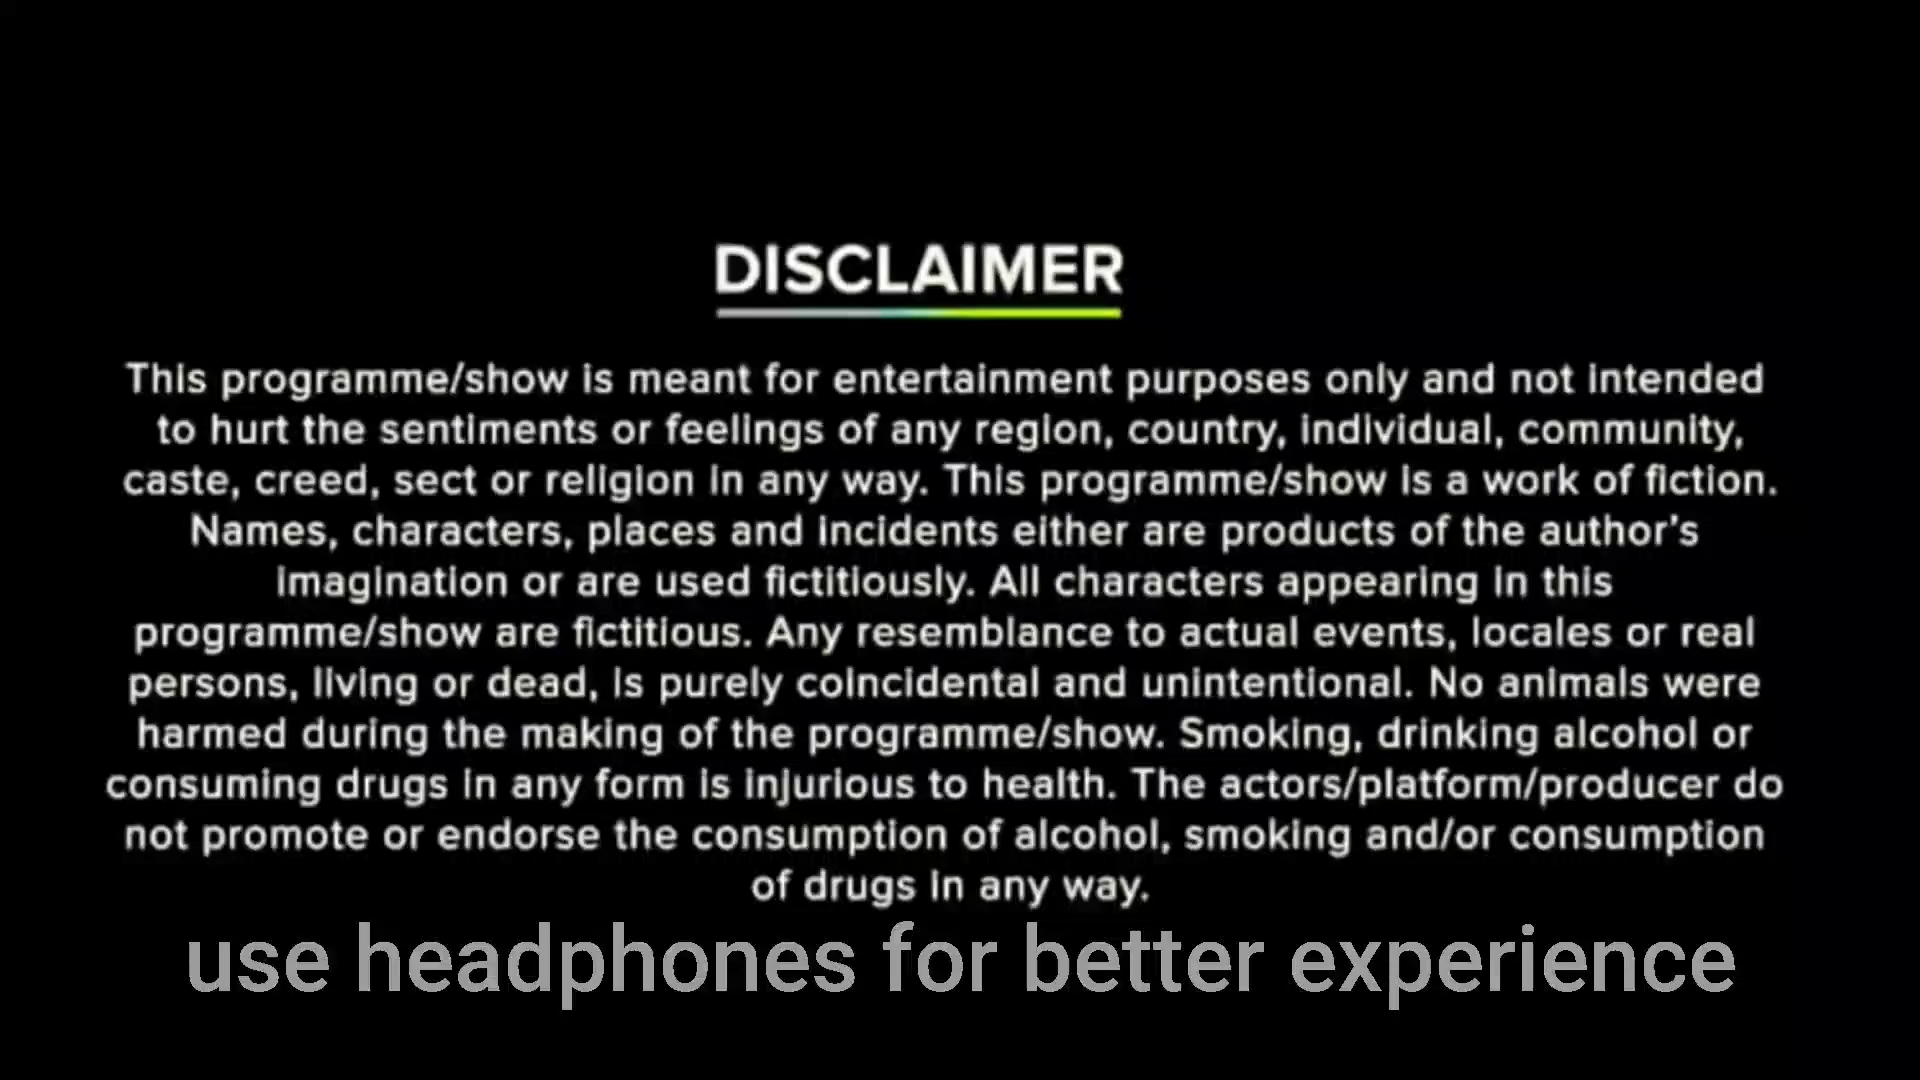 DISCLAIMER
This programme/show is meant for entertainment purposes only and not intended
to hurt the sentiments or feelings of any region, country, individual, community,
caste, creed, sect or religion in any way. This programme/show is a work of fiction.
Names, characters, places and incidents either are products of the author's
imagination or are used fictitiously. All characters appearing in this
programme/show are fictitious. Any resemblance to actual events, locales or real
persons, living or dead, is purely coincidental and unintentional. No animals were
harmed during the making of the programme/show. Smoking, drinking alcohol or
consuming drugs in any form is injurious to health. The actors/platform/producer do
not promote or endorse the consumption of alcohol, smoking and/or consumption
of drugs in any way.
use headphones for better experience